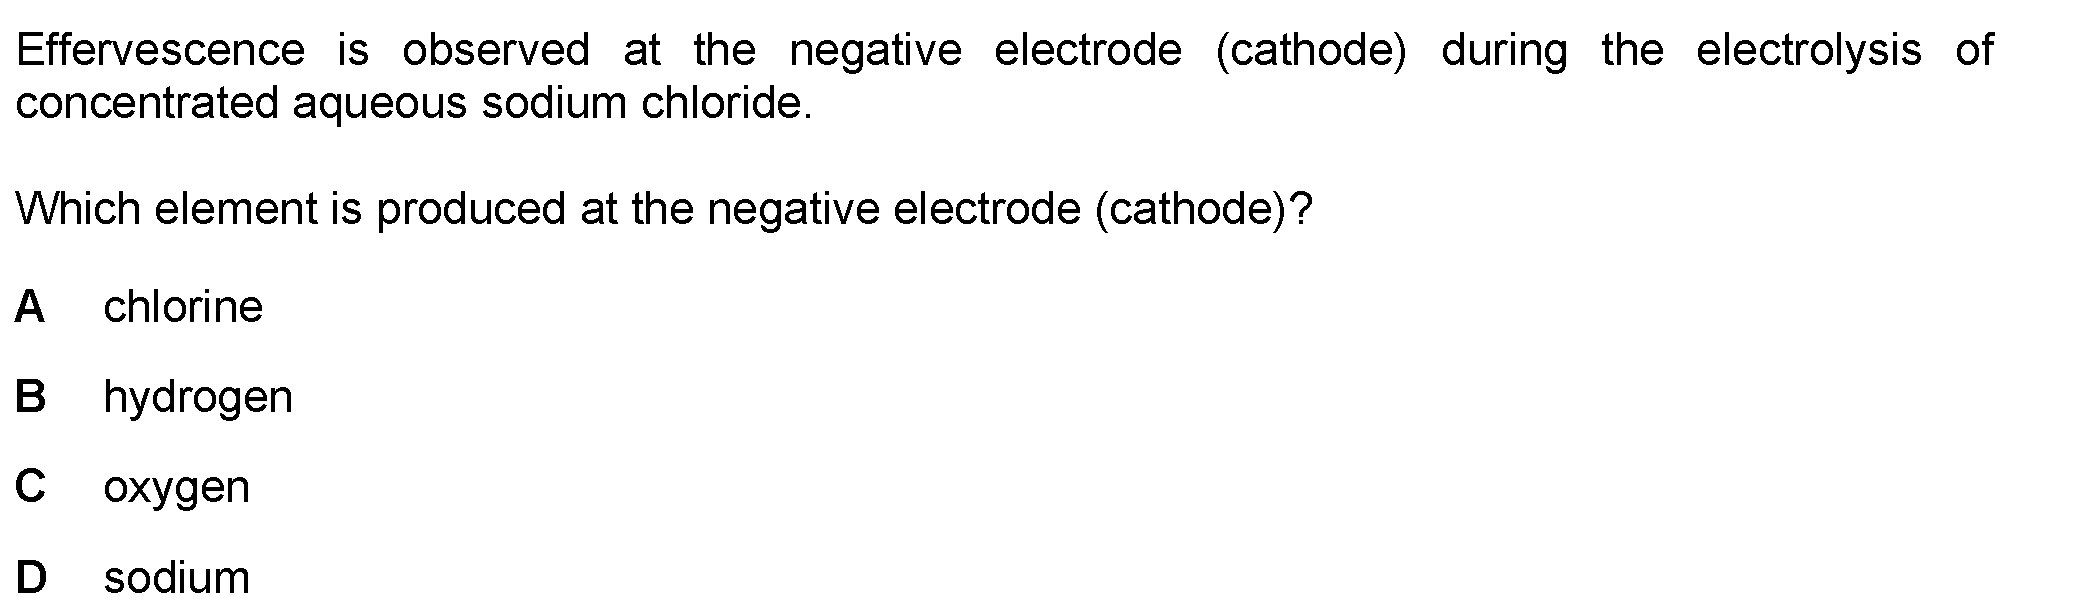 Effervescence is observed at the negative electrode (cathode) during the electrolysis of
concentrated aqueous sodium chloride.
Which element is produced at the negative electrode (cathode)?
A chlorine
B hydrogen
C oxygen
D sodium